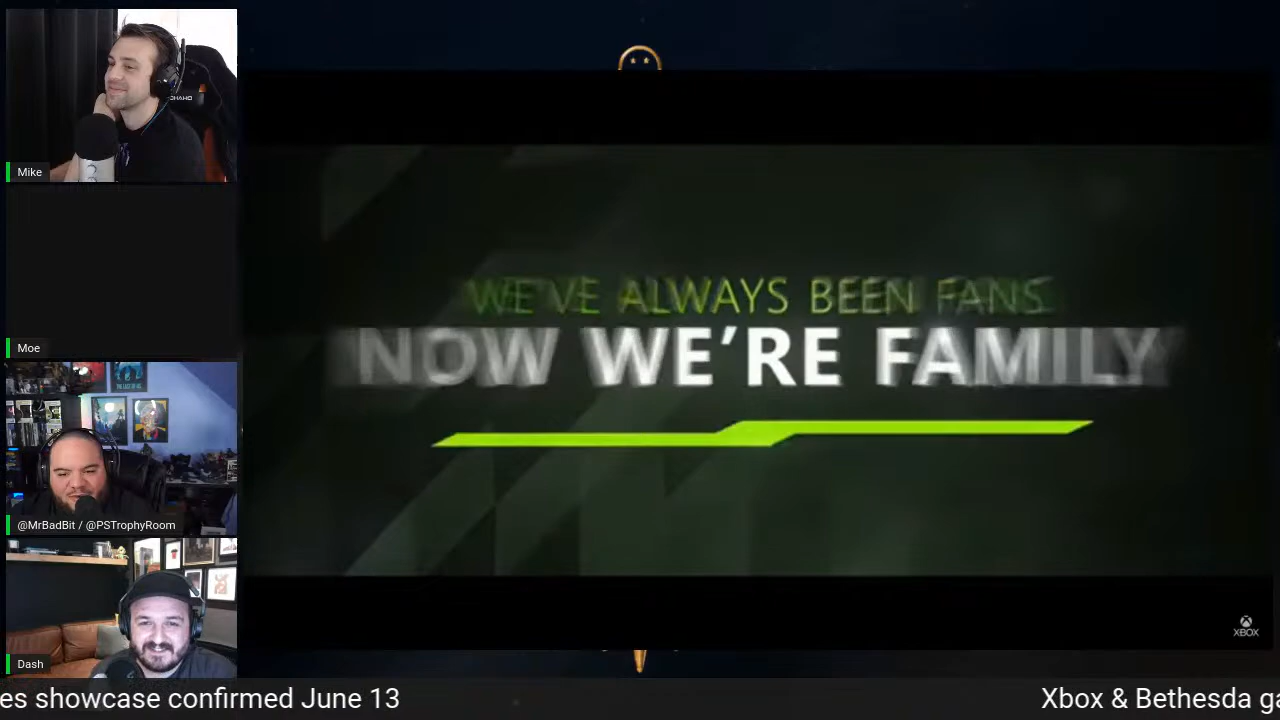 Mike
Moe
@MrBadBit / @PSTrophyRoom
Dash
WE'VE ALWAYS BEEN FANS
NOW WE'RE FAMILY
XBOX
es showcase confirmed June 13
Xbox & Bethesda ga